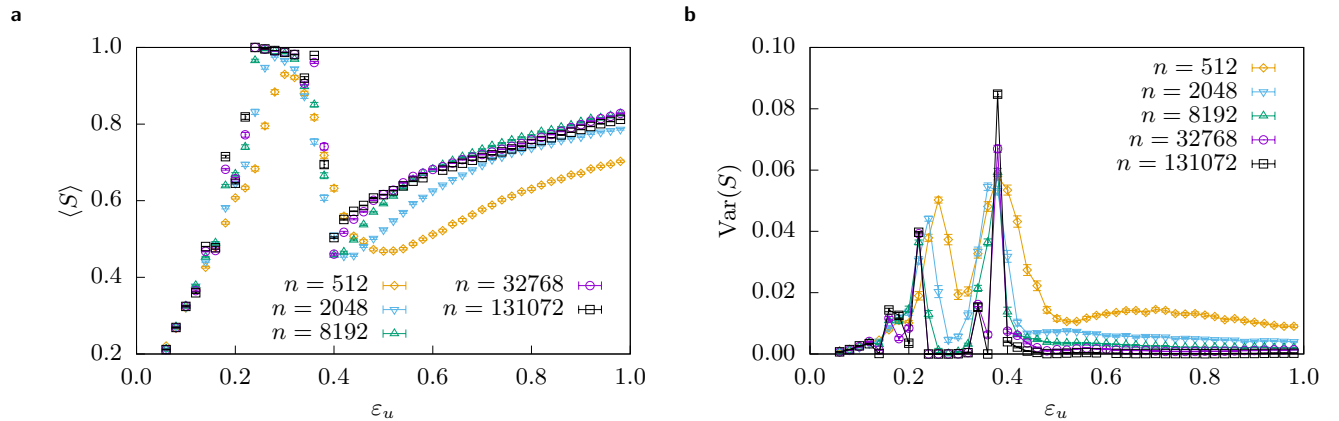 a
1.0
0.8
0.6
0.4
0.2
⟨S⟩
n = 512
n = 2048
n = 8192
n = 32768
n = 131072
0.0 0.2 0.4 0.6 0.8 1.0
ε_u
b
0.10
0.08
0.06
0.04
0.02
0.00
Var(S)
n = 512
n = 2048
n = 8192
n = 32768
n = 131072
0.0 0.2 0.4 0.6 0.8 1.0
ε_u